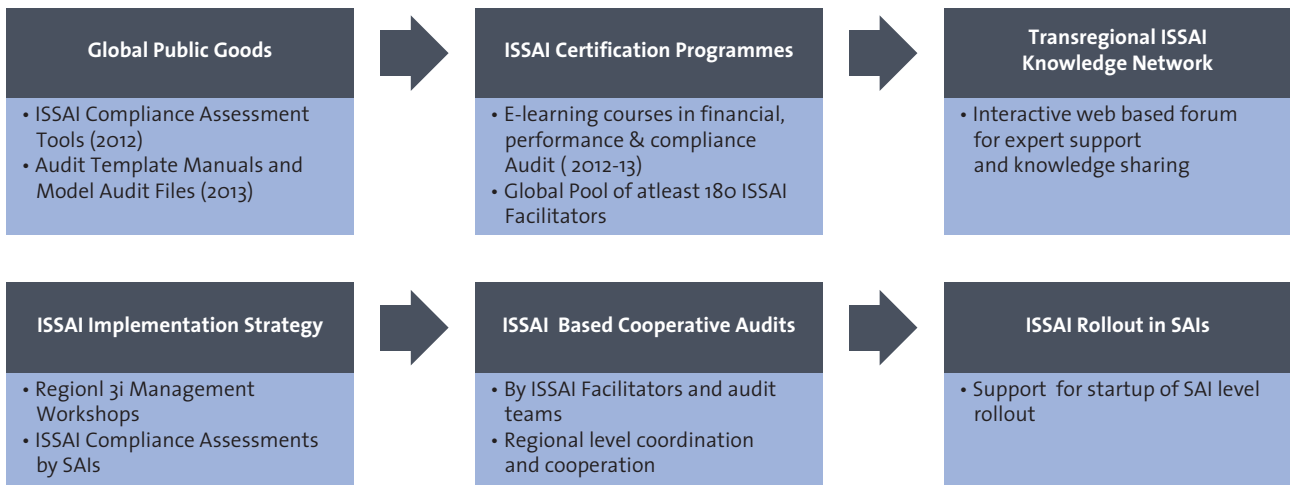 Global Public Goods
• ISSAI Compliance Assessment
Tools (2012)
• Audit Template Manuals and
Model Audit Files (2013)
ISSAI Certification Programmes
• E-learning courses in financial,
performance & compliance
Audit ( 2012-13)
• Global Pool of atleast 180 ISSAI
Facilitators
Transregional ISSAI
Knowledge Network
• Interactive web based forum
for expert support
and knowledge sharing
ISSAI Implementation Strategy
• Regionl 3i Management
Workshops
• ISSAI Compliance Assessments
by SAIs
ISSAI Based Cooperative Audits
• By ISSAI Facilitators and audit
teams
• Regional level coordination
and cooperation
ISSAI Rollout in SAIs
• Support for startup of SAI level
rollout